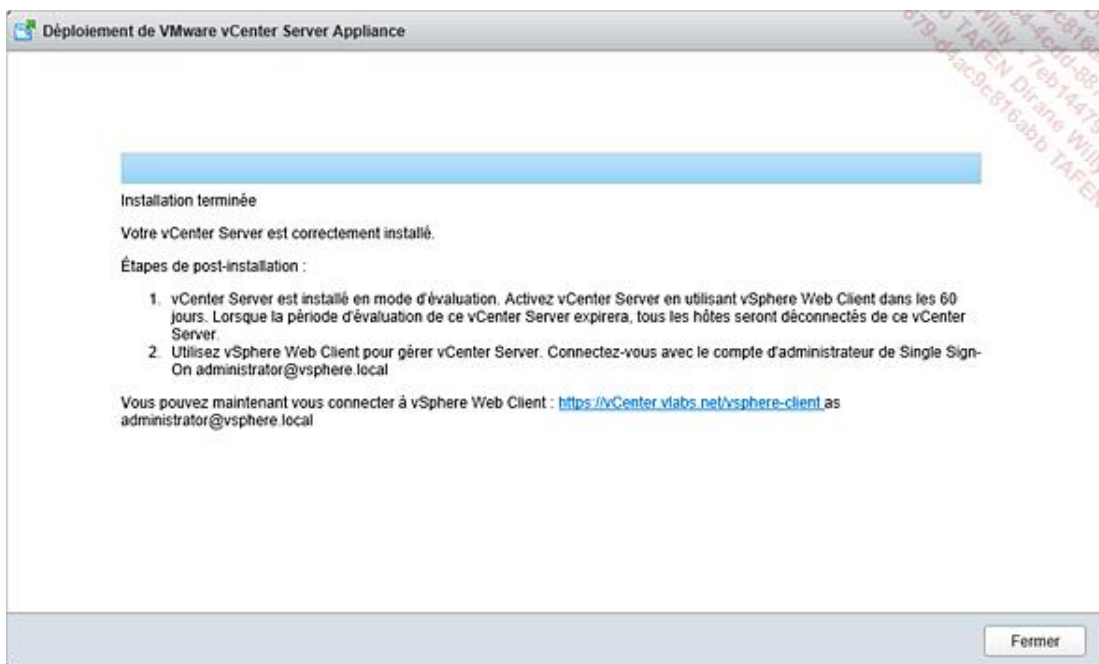 Déploiement de VMware vCenter Server Appliance
Installation terminée
Votre vCenter Server est correctement installé.
Étapes de post-installation :
1. vCenter Server est installé en mode d'évaluation. Activez vCenter Server en utilisant vSphere Web Client dans les 60
jours. Lorsque la période d'évaluation de ce vCenter Server expirera, tous les hôtes seront déconnectés de ce vCenter
Server.
2. Utilisez vSphere Web Client pour gérer vCenter Server. Connectez-vous avec le compte d'administrateur de Single Sign-
On administrator@vsphere.local
Vous pouvez maintenant vous connecter à vSphere Web Client : https://vCenter.vlabs.net/vsphere-client as
administrator@vsphere.local
Fermer